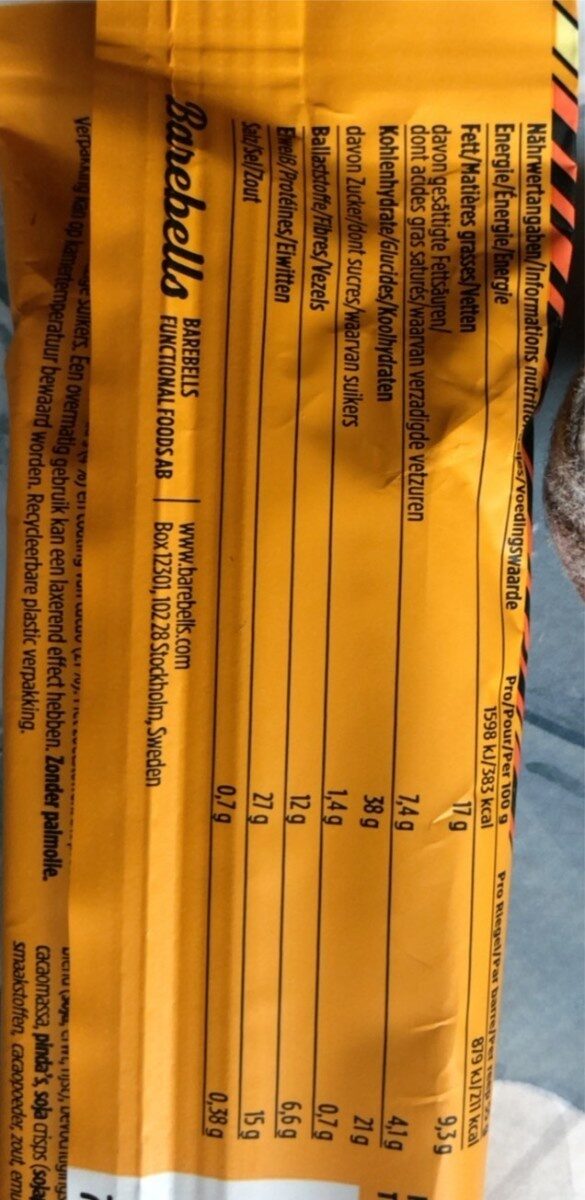 Nährwertangaben/Informations /Voedingswaarde Pro/Pour/Per 100 g Pro Riegel/Par barre/Per
Energie/Énergie/Energie 1598 kJ/383 kcal 879 kJ/211 kcal
Fett/Matières grasses/Vetten 17 g 9,3 g
davon gesättigte Fettsäuren/
dont acides gras saturés/waarvan verzadigde vetzuren 7,4 g 4,1 g
Kohlenhydrate/Glucides/Koolhydraten 38 g 21 g
davon Zucker/dont sucres/waarvan suikers 1,4 g 0,7 g
Ballaststoffe/Fibres/Vezels 12 g 6,6 g
Eiweiß/Protéines/Eiwitten 27 g 15 g
Salz/Sel/Zout 0,7 g 0,38 g
Barebells
BAREBELLS
FUNCTIONAL FOODS AB
www.barebells.com
Box 12301, 102 28 Stockholm, Sweden
suikers. Een overmatig gebruik kan een laxerend effect hebben. Zonder palmolie.
Verpakking kan op kamertemperatuur bewaard worden. Recycleerbare plastic verpakking.
cacaomassa, pinda's, soja crisps (soja
smaakstoffen, cacaopoeder, zout, emu